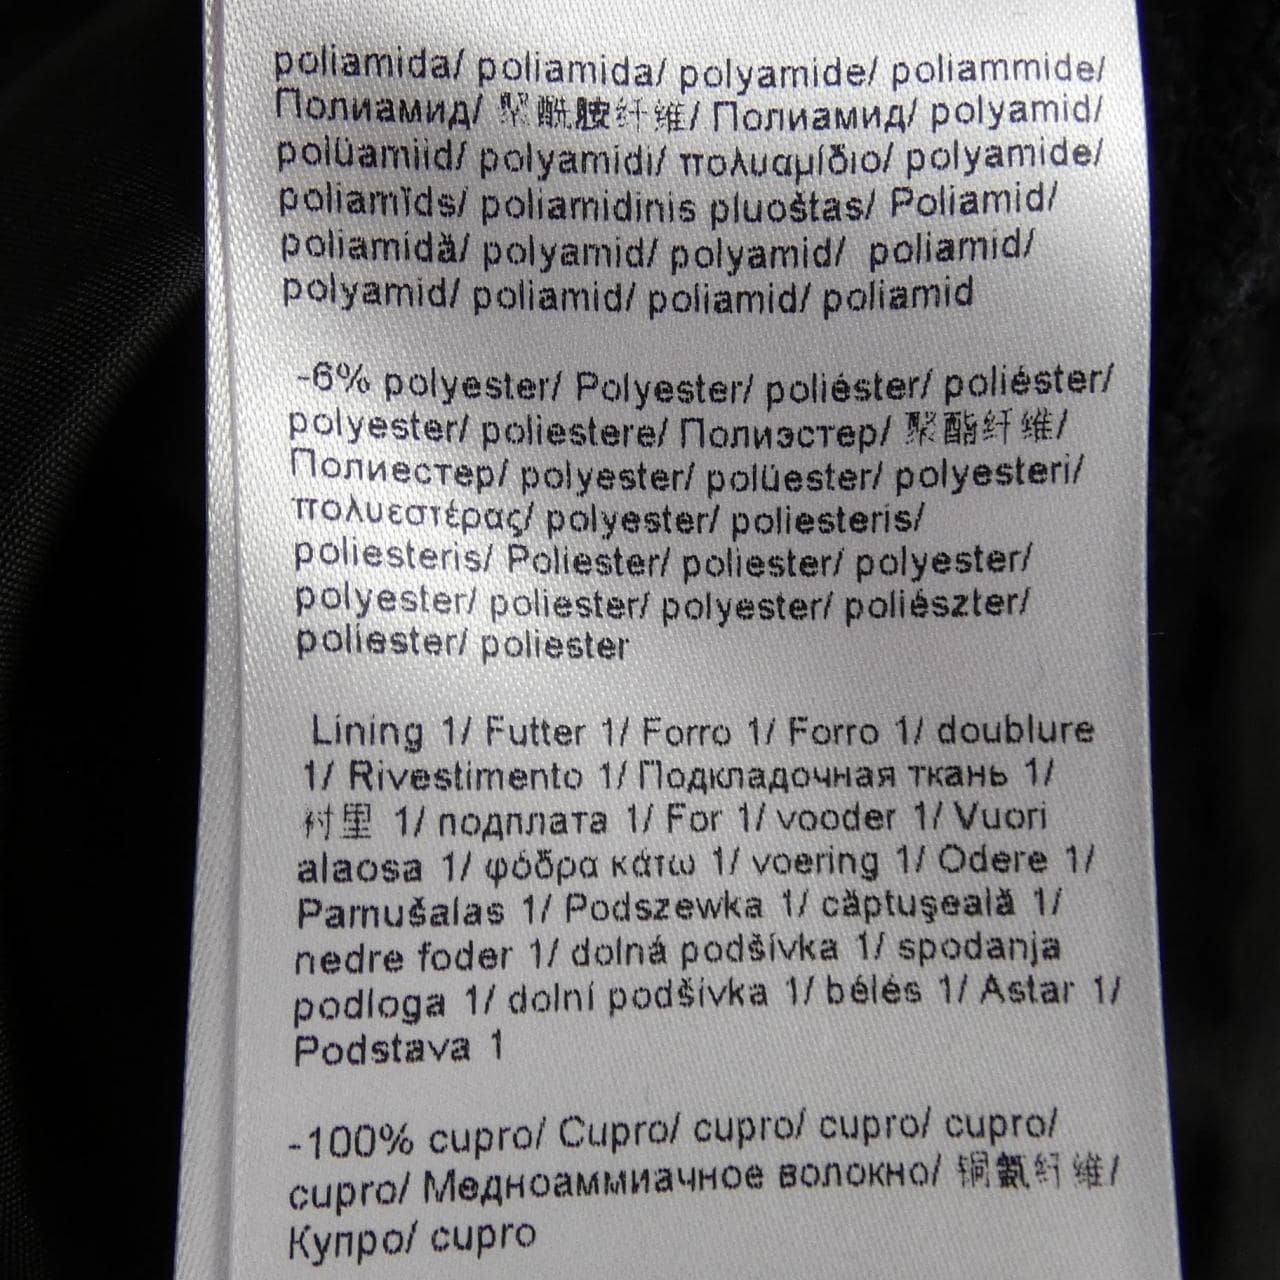 poliamida/ poliamida/ polyamide/ poliammide/
Полиамид/ 聚酰胺纤维/ Полиамид/ polyamid/
polüamiid/ polyamidi/ πολυαμίδιο/ polyamide/
poliamīds/ poliamidinis pluoštas/ Poliamid/
poliamidă/ polyamid/ polyamid/ poliamid/
polyamid/ poliamid/ poliamid/ poliamid
-6% polyester/ Polyester/ poliéster/ poliéster/
polyester/ poliestere/ Полиэстер/ 聚酯纤维/
Полиестер/ polyester/ polüester/ polyesteri/
πολυεστέρας/ polyester/ poliesteris/
poliesteris/ Poliester/ poliester/ polyester/
polyester/ poliester/ polyester/ poliészter/
poliester/ poliester
Lining 1/ Futter 1/ Forro 1/ Forro 1/ doublure
1/ Rivestimento 1/ Подкладочная ткань 1/
衬里 1/ подплата 1/ For 1/ vooder 1/ Vuori
alaosa 1/ φόδρα κάτω 1/ voering 1/ Odere 1/
Pamušalas 1/ Podszewka 1/ căptuşeală 1/
nedre foder 1/ dolná podšívka 1/ spodanja
podloga 1/ dolní podšívka 1/ bélés 1/ Astar 1/
Podstava 1
-100% cupro/ Cupro/ cupro/ cupro/ cupro/
cupro/ Медноаммиачное волокно/ 铜氨纤维/
Купро/ cupro